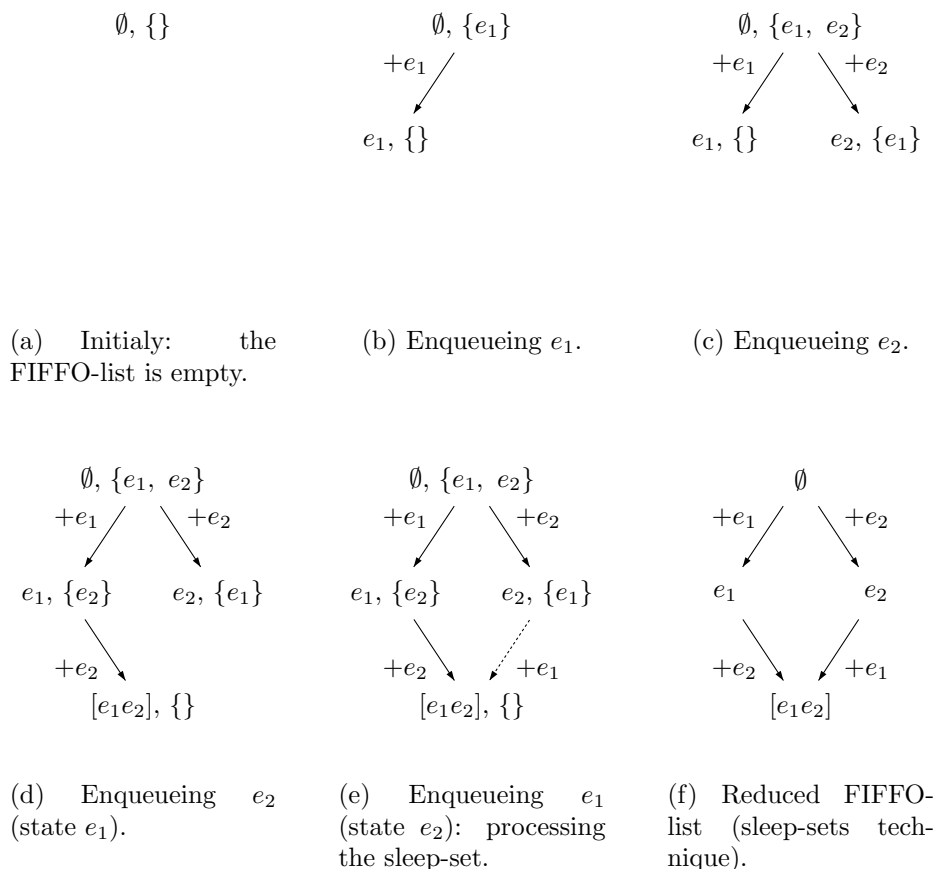 ∅, {}
∅, {e₁}
∅, {e₁, e₂}
+e₁
+e₁
+e₂
e₁, {}
e₁, {}
e₂, {e₁}
(a) Initialy: the
FIFFO-list is empty.
(b) Enqueueing e₁.
(c) Enqueueing e₂.
∅, {e₁, e₂}
∅, {e₁, e₂}
∅
+e₁
+e₂
+e₁
+e₂
+e₁
+e₂
e₁, {e₂}
e₂, {e₁}
e₁, {e₂}
e₂, {e₁}
e₁
e₂
+e₂
+e₂
+e₁
+e₂
+e₁
[e₁e₂], {}
[e₁e₂], {}
[e₁e₂]
(d) Enqueueing e₂
(state e₁).
(e) Enqueueing e₁
(state e₂): processing
the sleep-set.
(f) Reduced FIFFO-
list (sleep-sets tech-
nique).